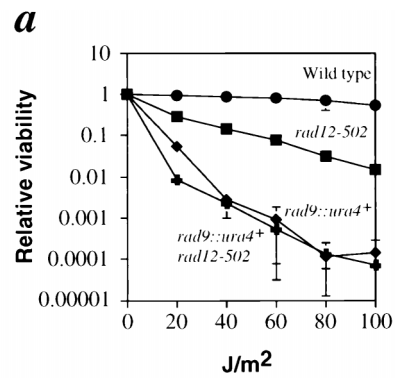 a
Relative viability
10
1
0.1
0.01
0.001
0.0001
0.00001
Wild type
rad12-502
rad9::ura4+
rad9::ura4+
rad12-502
0 20 40 60 80 100
J/m²